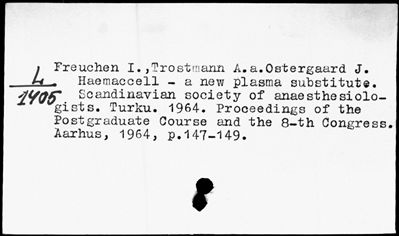 Freuchen I.,Trostmann A.a.Ostergaard J.
L
1405
Haemaccell - a new plasma substitute.
Scandinavian society of anaesthesiolo-
gists. Turku. 1964. Proceedings of the
Postgraduate Course and the 8-th Congress.
Aarhus, 1964, p.147-149.